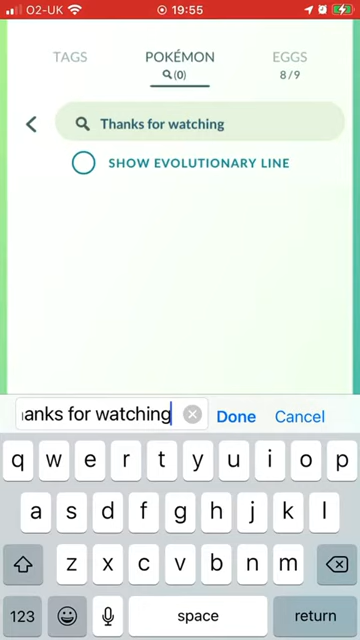 O2-UK 19:55
TAGS POKÉMON EGGS
(0) 8/9
Thanks for watching
SHOW EVOLUTIONARY LINE
anks for watching Done Cancel
q w e r t y u i o p
a s d f g h j k l
z x c v b n m
123 space return